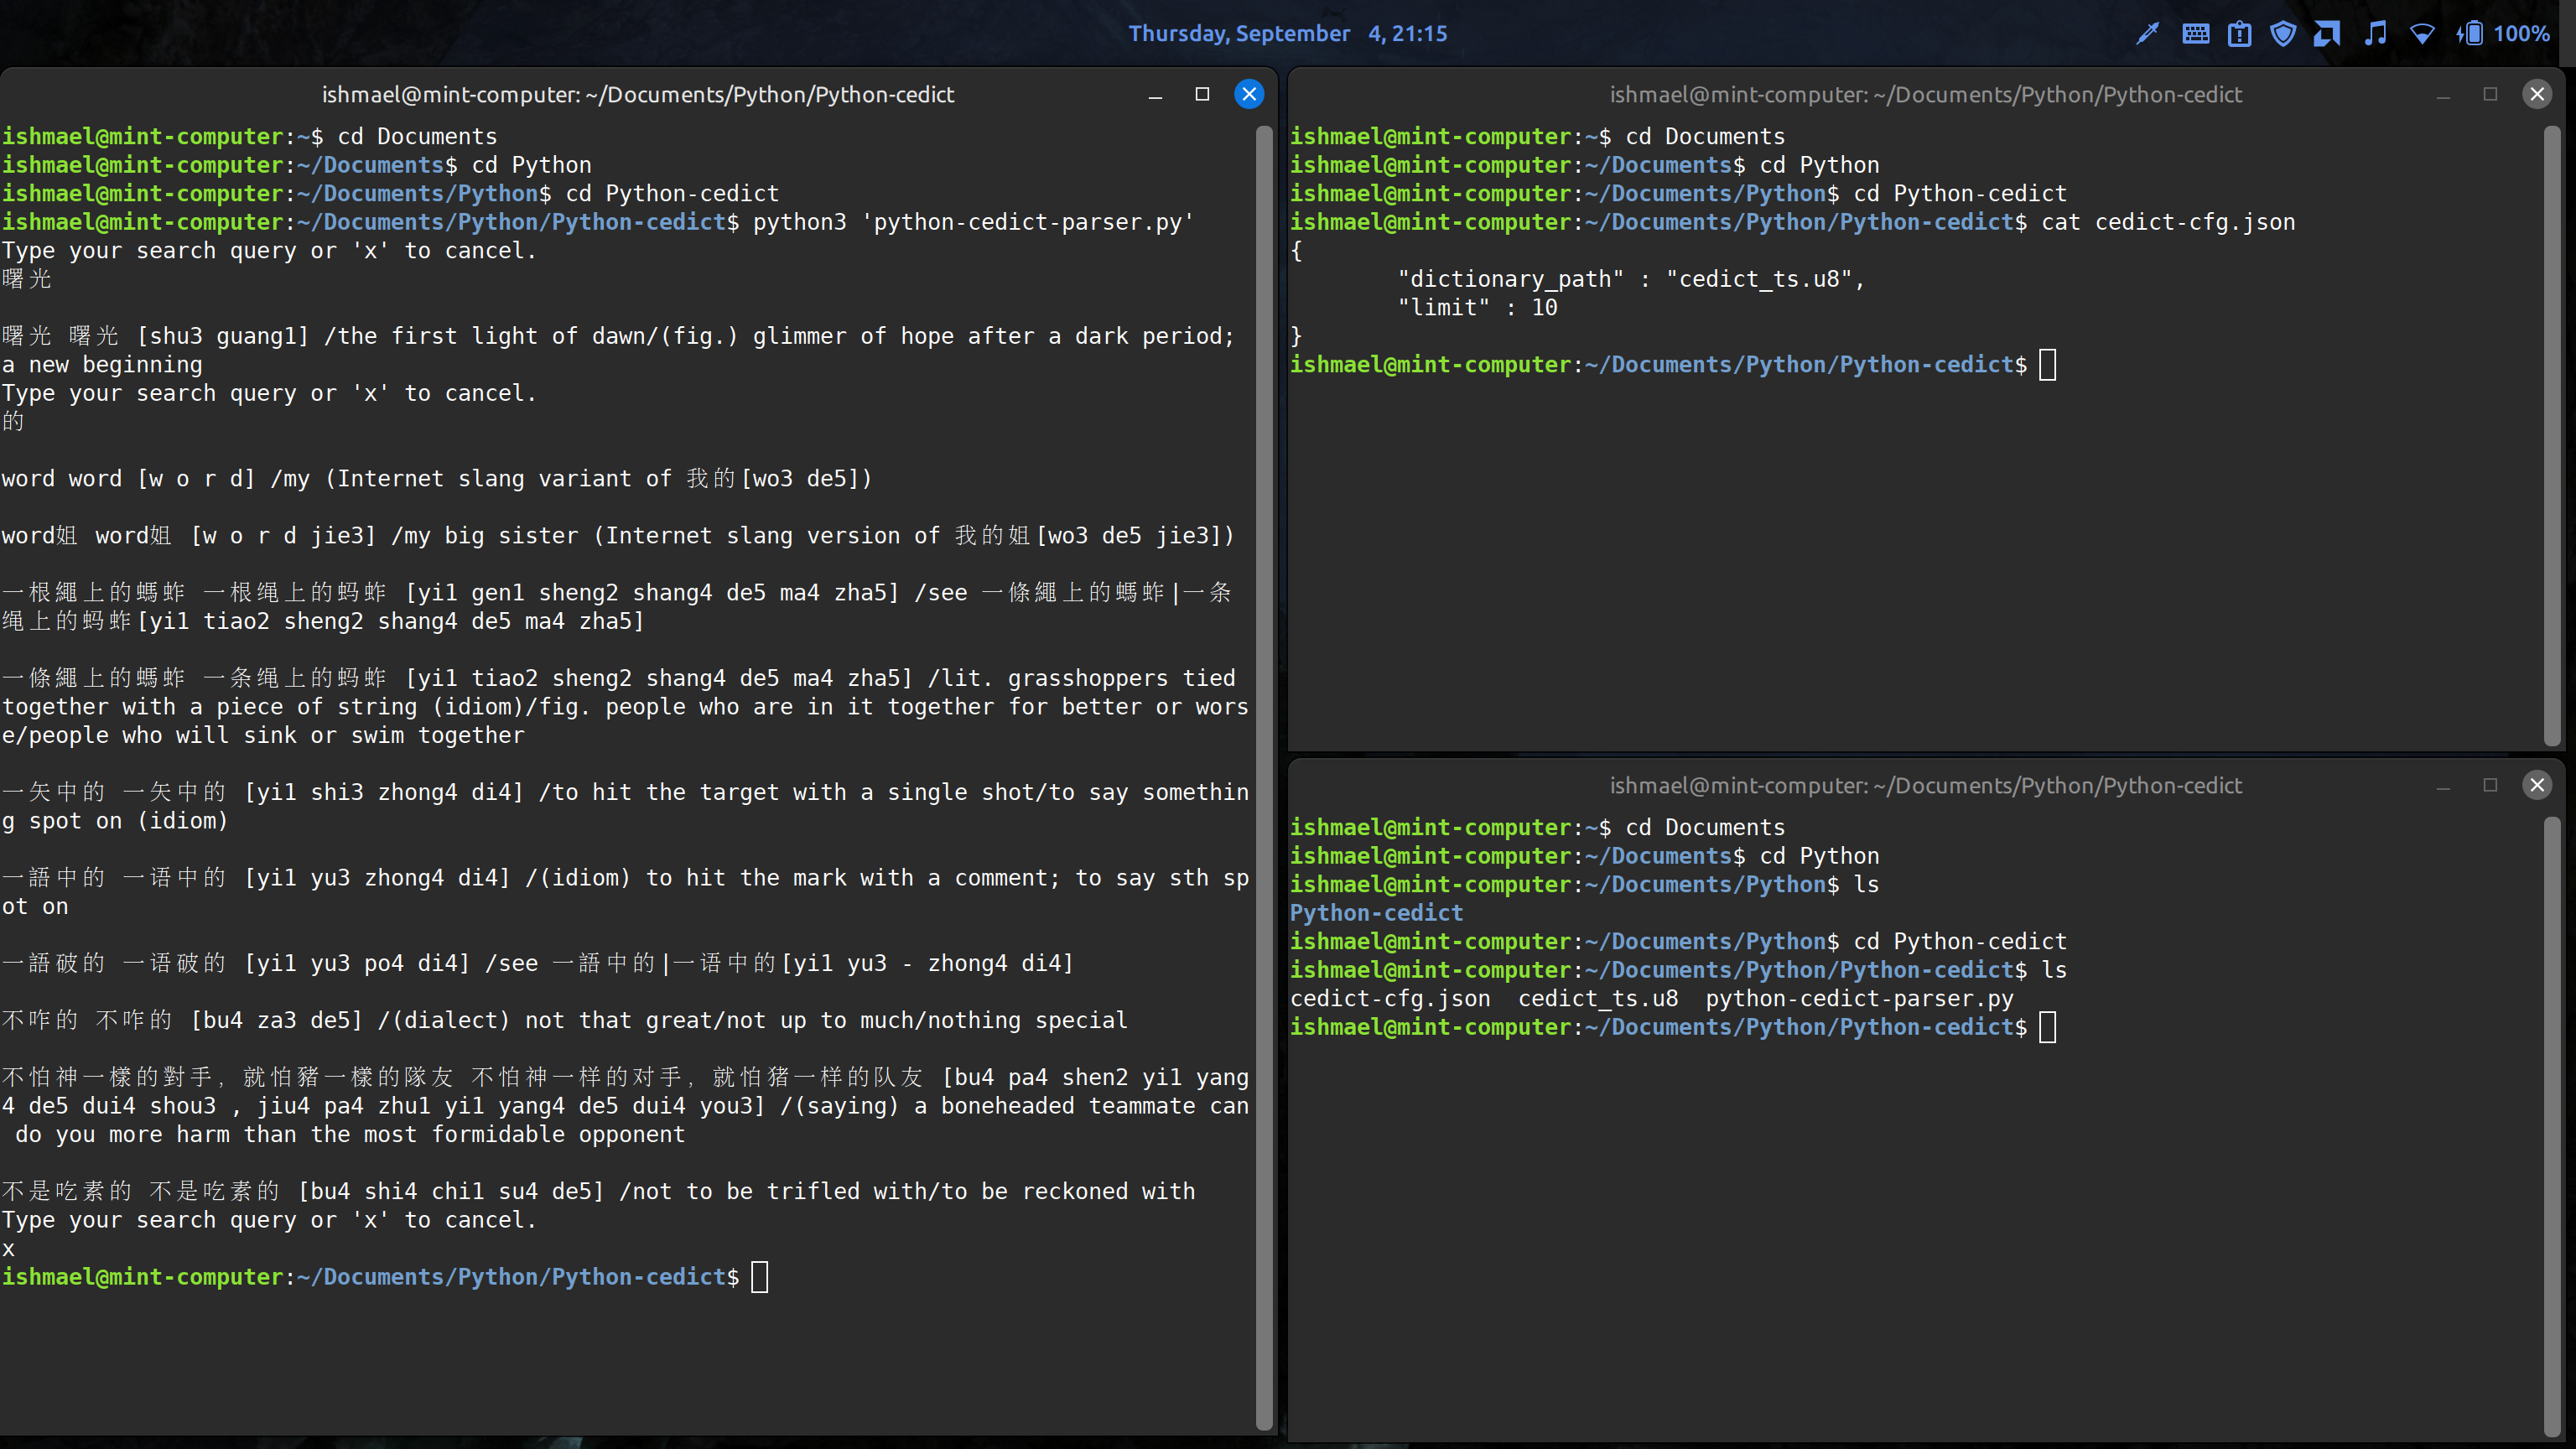 Thursday, September 4, 21:15
100%
ishmael@mint-computer: ~/Documents/Python/Python-cedict
ishmael@mint-computer:~$ cd Documents
ishmael@mint-computer:~/Documents$ cd Python
ishmael@mint-computer:~/Documents/Python$ cd Python-cedict
ishmael@mint-computer:~/Documents/Python/Python-cedict$ python3 'python-cedict-parser.py'
Type your search query or 'x' to cancel.
曙光
曙光 曙光 [shu3 guang1] /the first light of dawn/(fig.) glimmer of hope after a dark period;
a new beginning
Type your search query or 'x' to cancel.
的
word word [w o r d] /my (Internet slang variant of 我的[wo3 de5])
word姐 word姐 [w o r d jie3] /my big sister (Internet slang version of 我的姐[wo3 de5 jie3])
一根繩上的螞蚱 一根绳上的蚂蚱 [yi1 gen1 sheng2 shang4 de5 ma4 zha5] /see 一條繩上的螞蚱|一条
绳上的蚂蚱[yi1 tiao2 sheng2 shang4 de5 ma4 zha5]
一條繩上的螞蚱 一条绳上的蚂蚱 [yi1 tiao2 sheng2 shang4 de5 ma4 zha5] /lit. grasshoppers tied
together with a piece of string (idiom)/fig. people who are in it together for better or wors
e/people who will sink or swim together
一矢中的 一矢中的 [yi1 shi3 zhong4 di4] /to hit the target with a single shot/to say somethin
g spot on (idiom)
一語中的 一语中的 [yi1 yu3 zhong4 di4] /(idiom) to hit the mark with a comment; to say sth sp
ot on
一語破的 一语破的 [yi1 yu3 po4 di4] /see 一語中的|一语中的[yi1 yu3 - zhong4 di4]
不咋的 不咋的 [bu4 za3 de5] /(dialect) not that great/not up to much/nothing special
不怕神一樣的對手，就怕豬一樣的隊友 不怕神一样的对手，就怕猪一样的队友 [bu4 pa4 shen2 yi1 yang
4 de5 dui4 shou3 , jiu4 pa4 zhu1 yi1 yang4 de5 dui4 you3] /(saying) a boneheaded teammate can
do you more harm than the most formidable opponent
不是吃素的 不是吃素的 [bu4 shi4 chi1 su4 de5] /not to be trifled with/to be reckoned with
Type your search query or 'x' to cancel.
x
ishmael@mint-computer:~/Documents/Python/Python-cedict$
ishmael@mint-computer: ~/Documents/Python/Python-cedict
ishmael@mint-computer:~$ cd Documents
ishmael@mint-computer:~/Documents$ cd Python
ishmael@mint-computer:~/Documents/Python$ cd Python-cedict
ishmael@mint-computer:~/Documents/Python/Python-cedict$ cat cedict-cfg.json
{
"dictionary_path" : "cedict_ts.u8",
"limit" : 10
}
ishmael@mint-computer:~/Documents/Python/Python-cedict$
ishmael@mint-computer: ~/Documents/Python/Python-cedict
ishmael@mint-computer:~$ cd Documents
ishmael@mint-computer:~/Documents$ cd Python
ishmael@mint-computer:~/Documents/Python$ ls
Python-cedict
ishmael@mint-computer:~/Documents/Python$ cd Python-cedict
ishmael@mint-computer:~/Documents/Python/Python-cedict$ ls
cedict-cfg.json cedict_ts.u8 python-cedict-parser.py
ishmael@mint-computer:~/Documents/Python/Python-cedict$